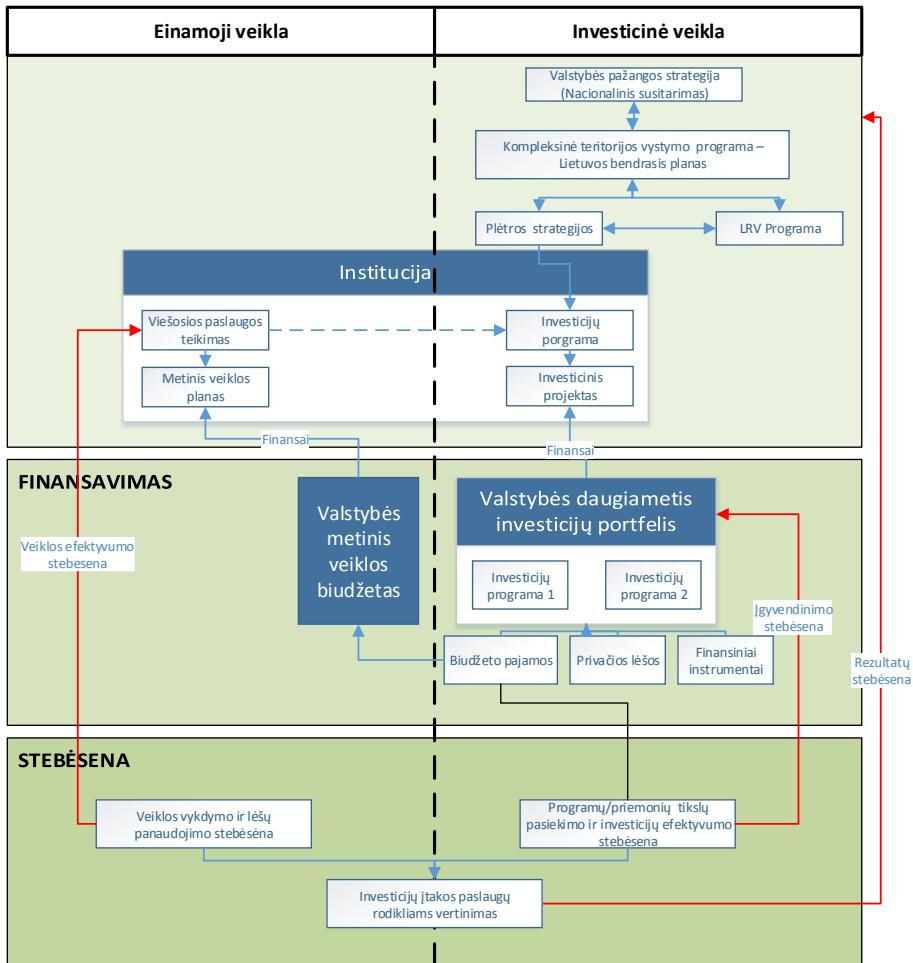 Einamoji veikla
Investicinė veikla
Valstybės pažangos strategija
(Nacionalinis susitarimas)
Kompleksinė teritorijos vystymo programa –
Lietuvos bendrasis planas
Plėtros strategijos
LRV Programa
Institucija
Viešosios paslaugos
teikimas
Investicijų
porgrama
Metinis veiklos
planas
Investicinis
projektas
Finansai
Finansai
FINANSAVIMAS
Valstybės
metinis
veiklos
biudžetas
Valstybės daugiametis
investicijų portfelis
Investicijų
programa 1
Investicijų
programa 2
Veiklos efektyvumo
stebesena
Įgyvendinimo
stebėsena
Biudžeto pajamos
Privačios lėšos
Finansiniai
instrumentai
Rezultatų
stebėsena
STEBĖSENA
Veiklos vykdymo ir lėšų
panaudojimo stebėsėna
Programų/priemonių tikslų
pasiekimo ir investicijų efektyvumo
stebėsena
Investicijų įtakos paslaugų
rodikliams vertinimas